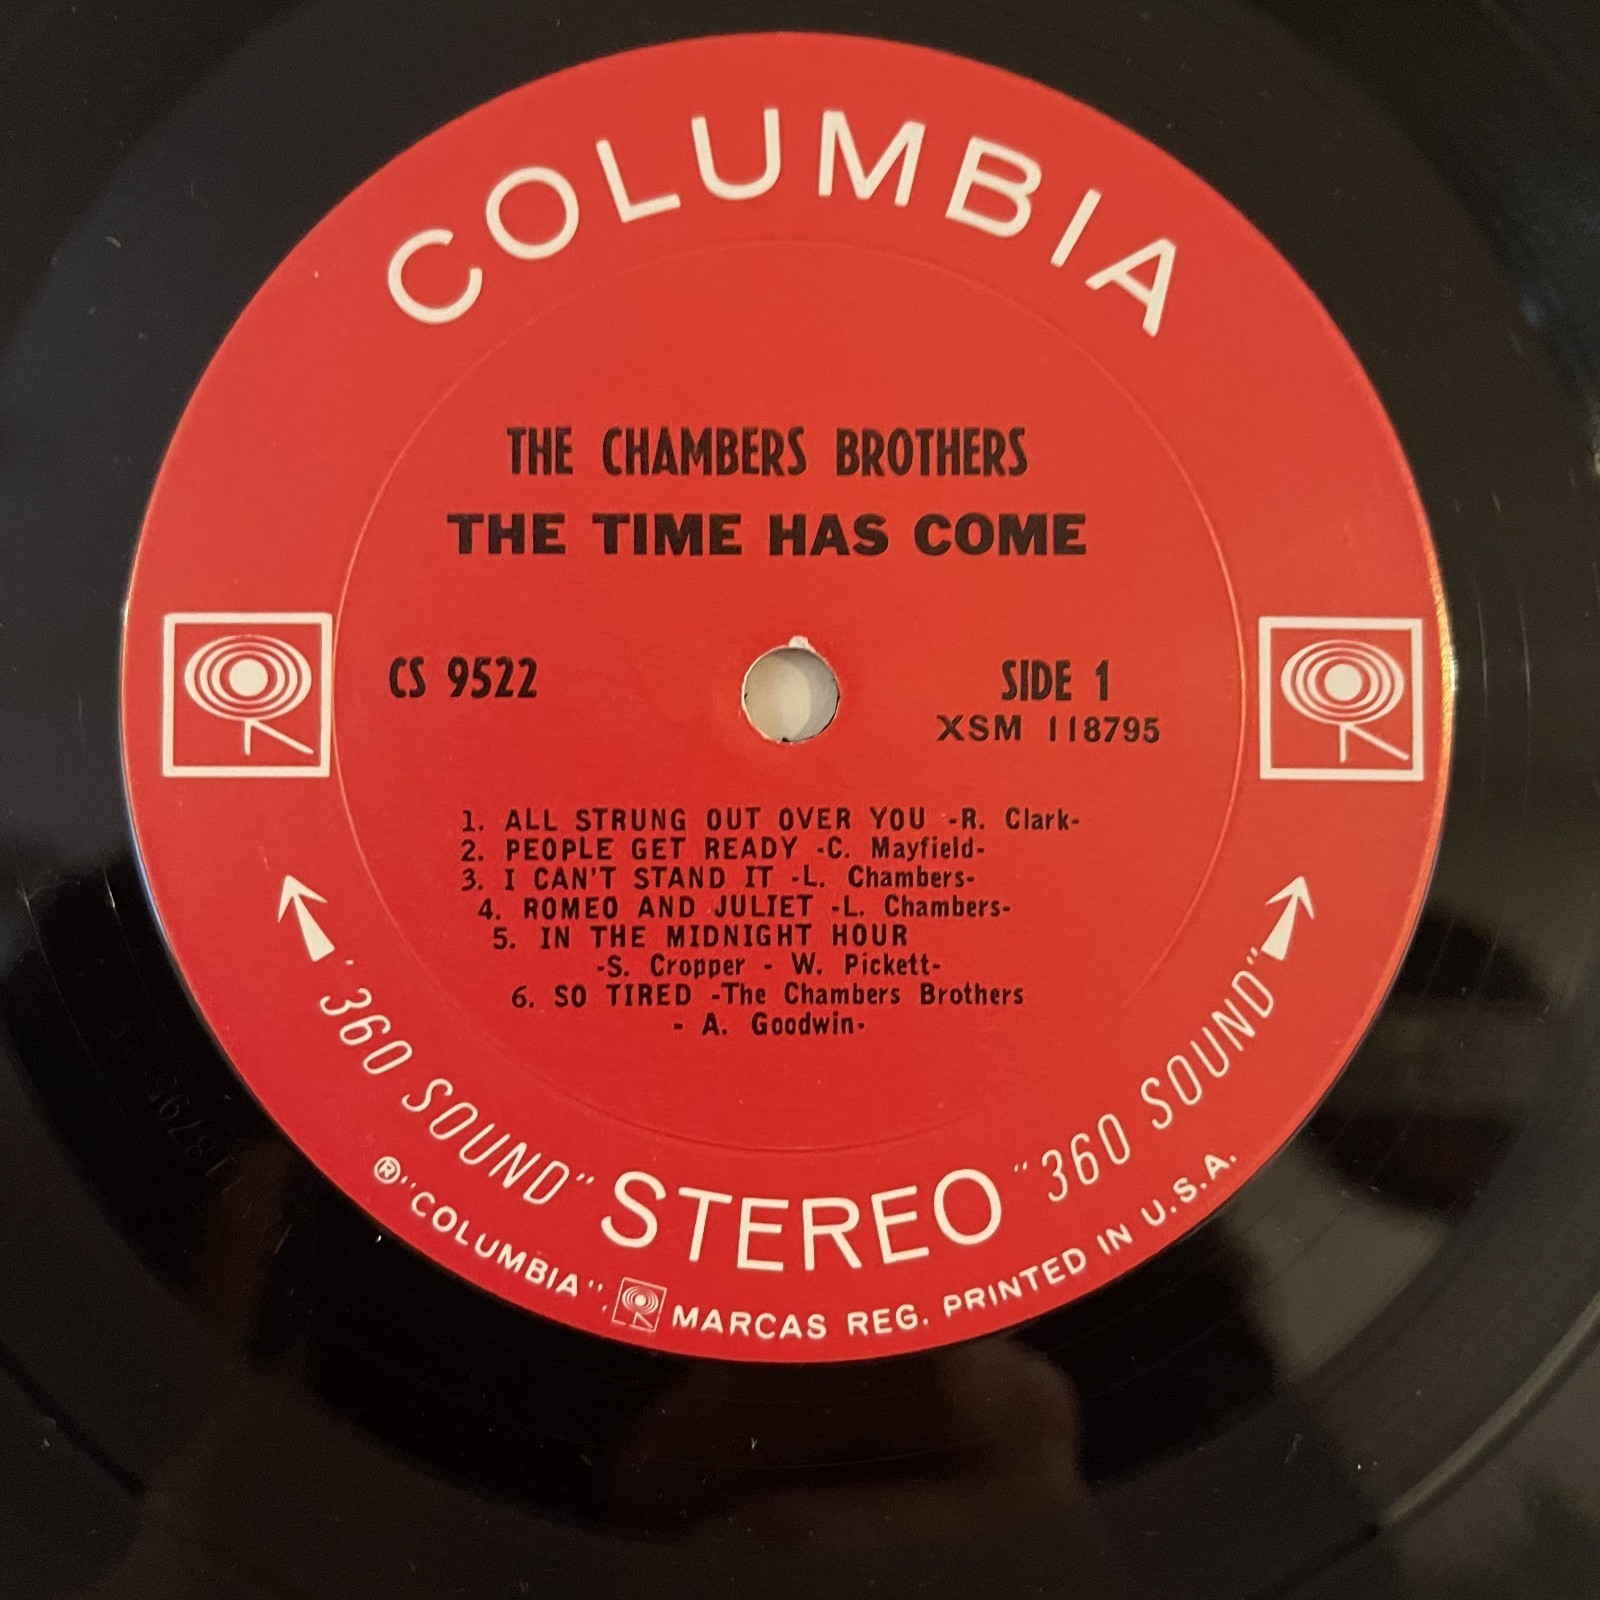 COLUMBIA
THE CHAMBERS BROTHERS
THE TIME HAS COME
CS 9522
SIDE 1
XSM 118795
1. ALL STRUNG OUT OVER YOU -R. Clark-
2. PEOPLE GET READY -C. Mayfield-
3. I CAN'T STAND IT -L. Chambers-
4. ROMEO AND JULIET -L. Chambers-
5. IN THE MIDNIGHT HOUR
-S. Cropper - W. Pickett-
6. SO TIRED -The Chambers Brothers
- A. Goodwin-
"360 SOUND" STEREO "360 SOUND"
®"COLUMBIA", MARCAS REG. PRINTED IN U.S.A.